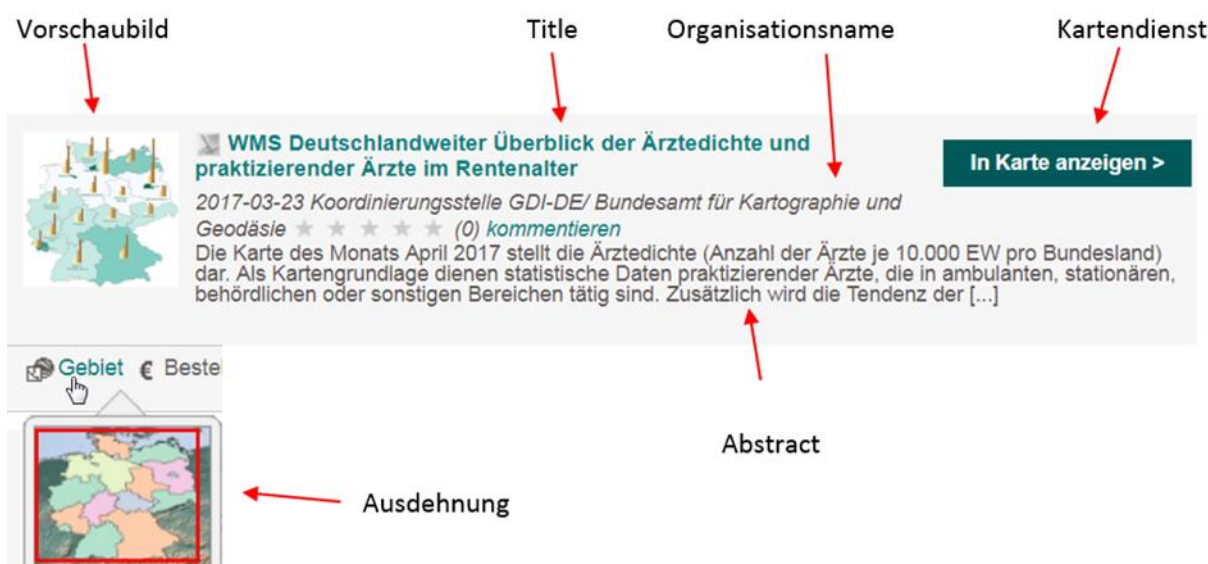 Vorschaubild Title Organisationsname Kartendienst
WMS Deutschlandweiter Überblick der Ärztedichte und
praktizierender Ärzte im Rentenalter
In Karte anzeigen >
2017-03-23 Koordinierungsstelle GDI-DE/ Bundesamt für Kartographie und
Geodäsie ★ ★ ★ ★ ★ (0) kommentieren
Die Karte des Monats April 2017 stellt die Ärztedichte (Anzahl der Ärzte je 10.000 EW pro Bundesland)
dar. Als Kartengrundlage dienen statistische Daten praktizierender Ärzte, die in ambulanten, stationären,
behördlichen oder sonstigen Bereichen tätig sind. Zusätzlich wird die Tendenz der [...]
Gebiet € Beste
Abstract
Ausdehnung